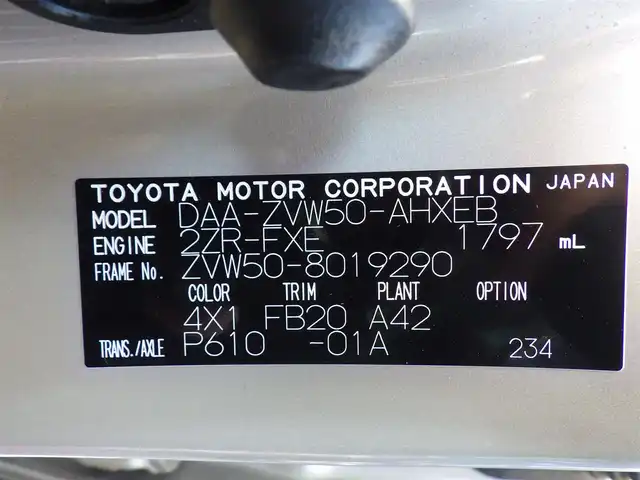 TOYOTA MOTOR CORPORATION JAPAN
MODEL DAA-ZVW50-AHXEB
ENGINE 2ZR-FXE 1797 mL
FRAME No. ZVW50-8019290
COLOR TRIM PLANT OPTION
4X1 FB20 A42
TRANS./AXLE P610 -01A 234